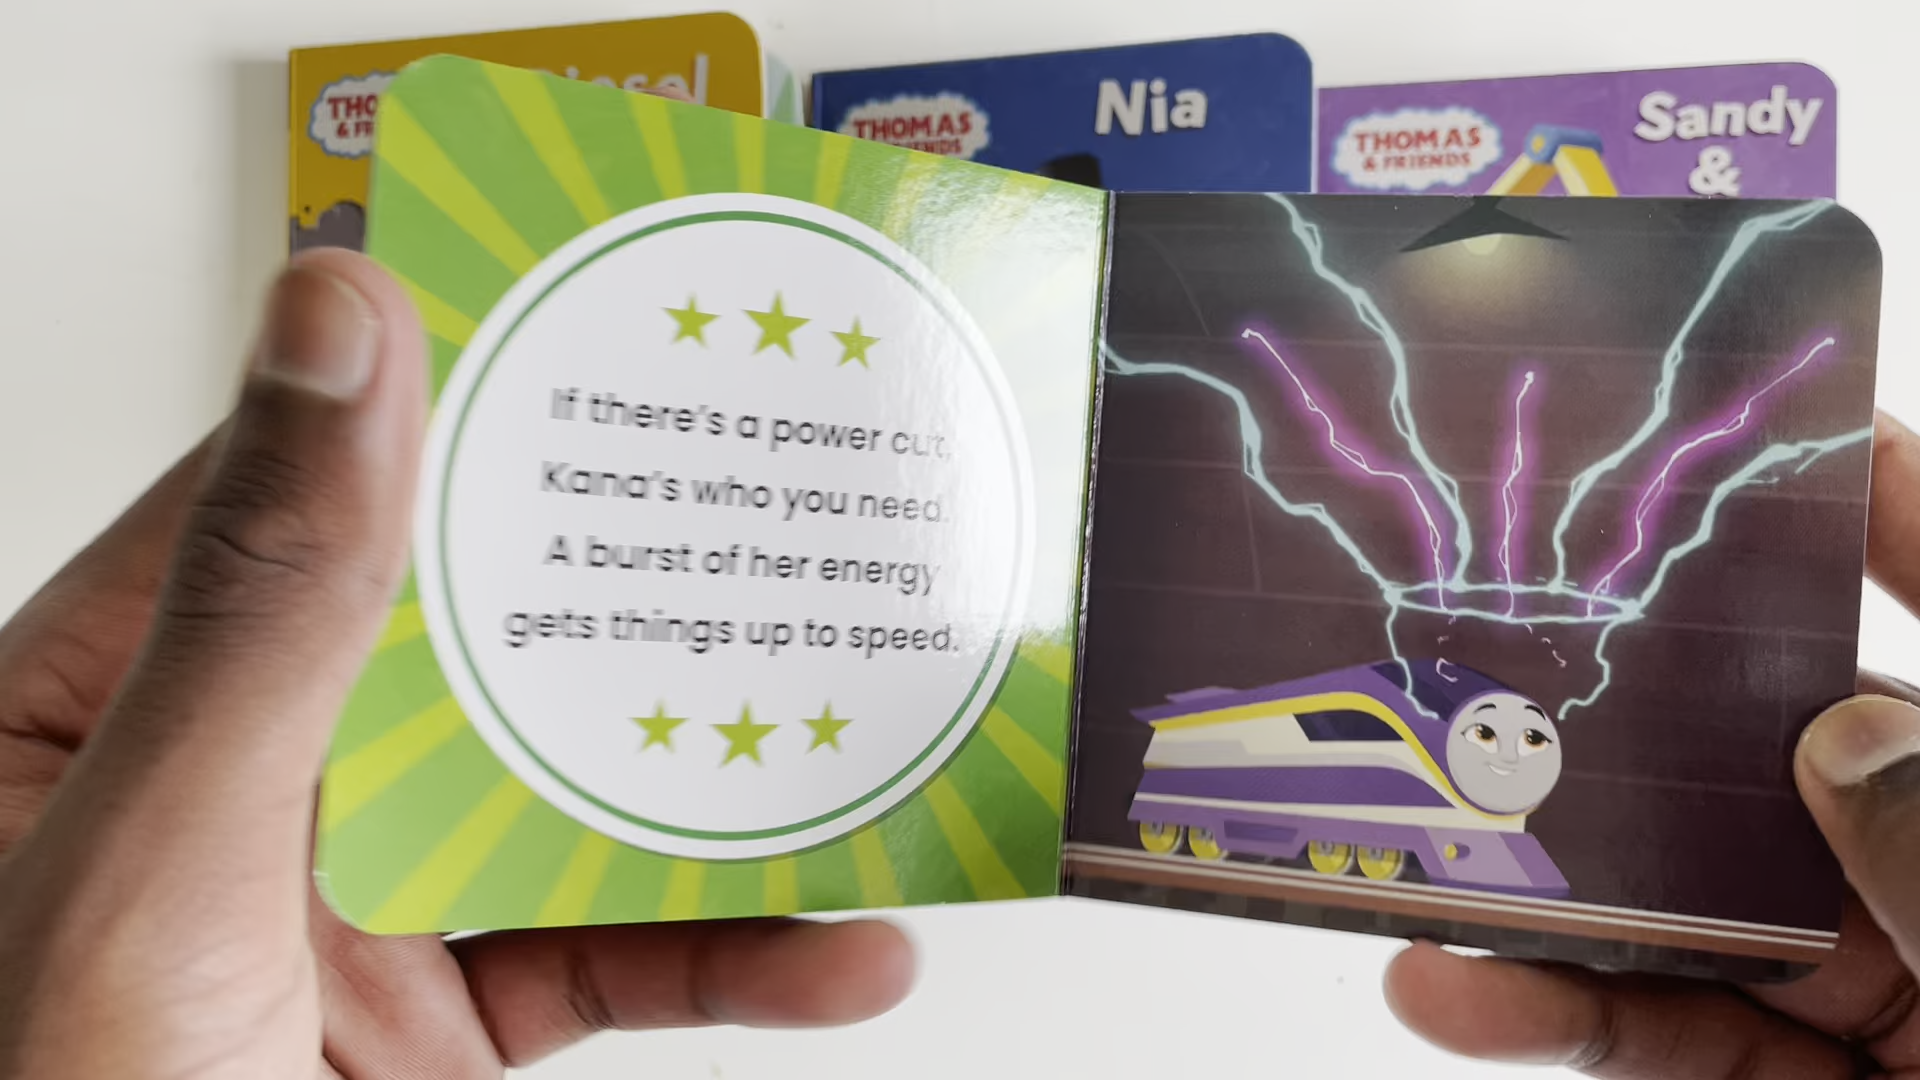 Diesel
THOMAS
& FRIENDS
Nia
THOMAS
& FRIENDS
Sandy
&
If there's a power cut,
Kana's who you need.
A burst of her energy
gets things up to speed.